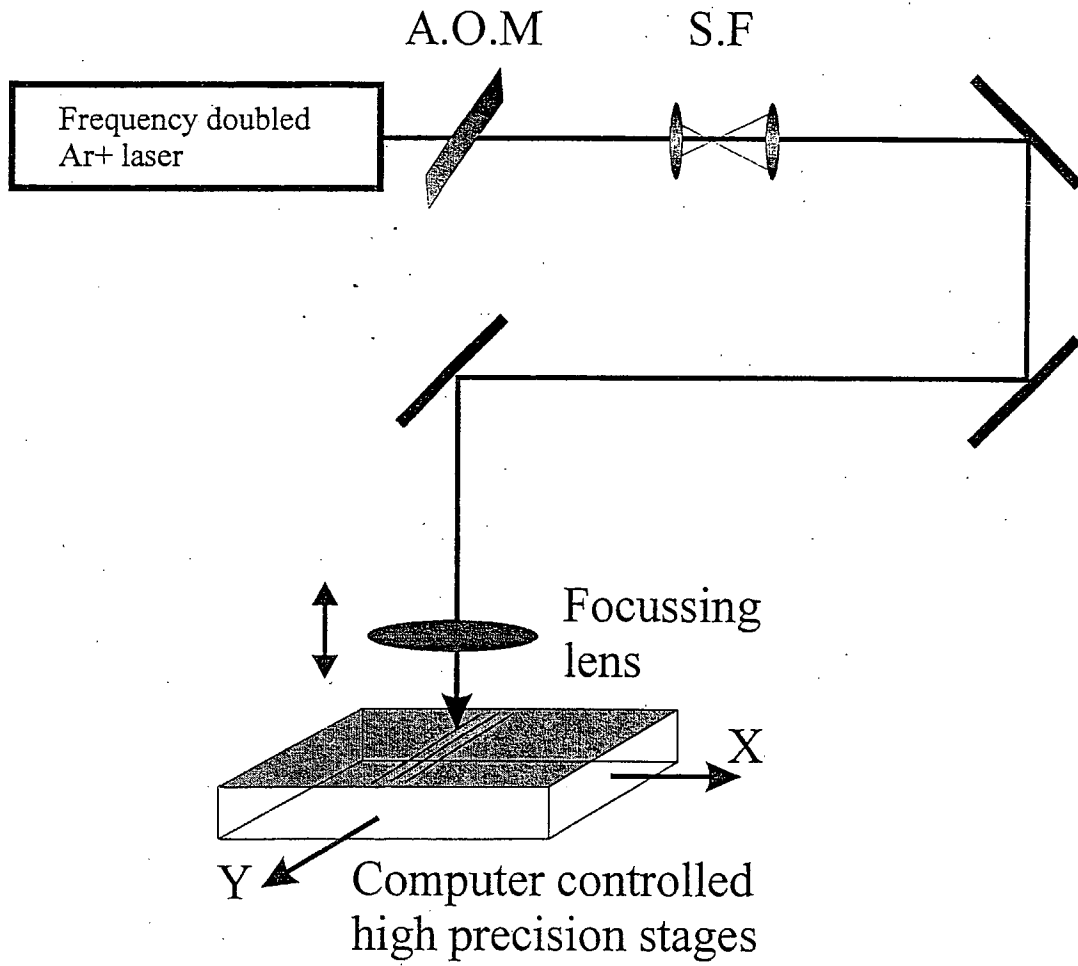 A.O.M
S.F
Frequency doubled
Ar+ laser
Focussing
lens
X
Y
Computer controlled
high precision stages